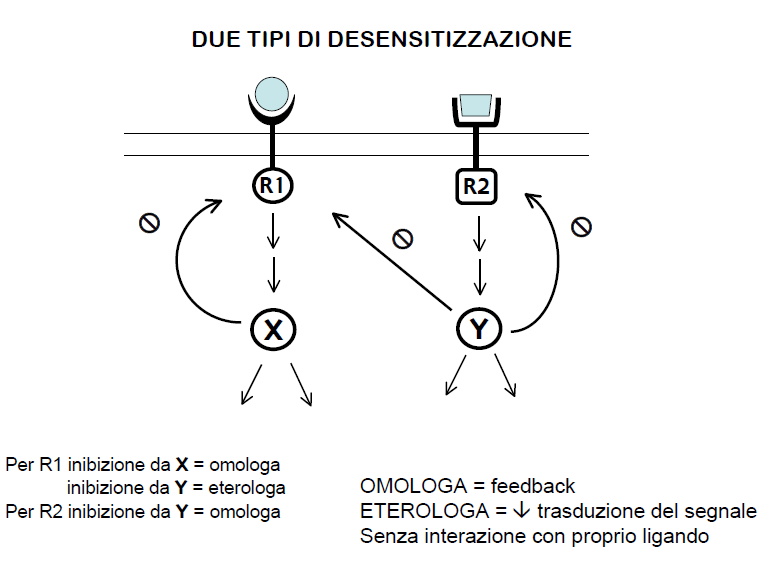 DUE TIPI DI DESENSITIZZAZIONE
R1
R2
X
Y
Per R1 inibizione da X = omologa
inibizione da Y = eterologa
Per R2 inibizione da Y = omologa
OMOLOGA = feedback
ETEROLOGA = ↓ trasduzione del segnale
Senza interazione con proprio ligando